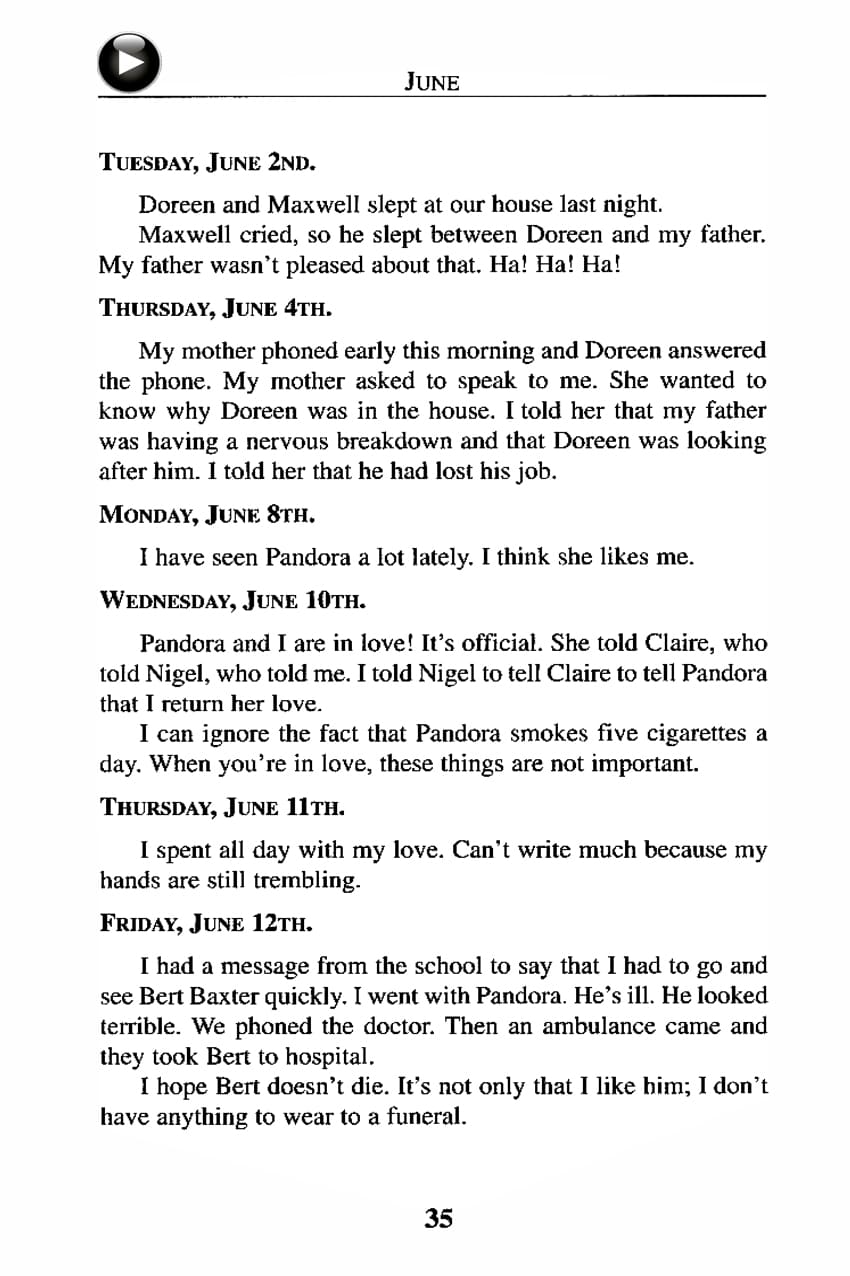 JUNE
TUESDAY, JUNE 2ND.
Doreen and Maxwell slept at our house last night.
Maxwell cried, so he slept between Doreen and my father.
My father wasn't pleased about that. Ha! Ha! Ha!
THURSDAY, JUNE 4TH.
My mother phoned early this morning and Doreen answered
the phone. My mother asked to speak to me. She wanted to
know why Doreen was in the house. I told her that my father
was having a nervous breakdown and that Doreen was looking
after him. I told her that he had lost his job.
MONDAY, JUNE 8TH.
I have seen Pandora a lot lately. I think she likes me.
WEDNESDAY, JUNE 10TH.
Pandora and I are in love! It's official. She told Claire, who
told Nigel, who told me. I told Nigel to tell Claire to tell Pandora
that I return her love.
I can ignore the fact that Pandora smokes five cigarettes a
day. When you're in love, these things are not important.
THURSDAY, JUNE 11TH.
I spent all day with my love. Can't write much because my
hands are still trembling.
FRIDAY, JUNE 12TH.
I had a message from the school to say that I had to go and
see Bert Baxter quickly. I went with Pandora. He's ill. He looked
terrible. We phoned the doctor. Then an ambulance came and
they took Bert to hospital.
I hope Bert doesn't die. It's not only that I like him; I don't
have anything to wear to a funeral.
35